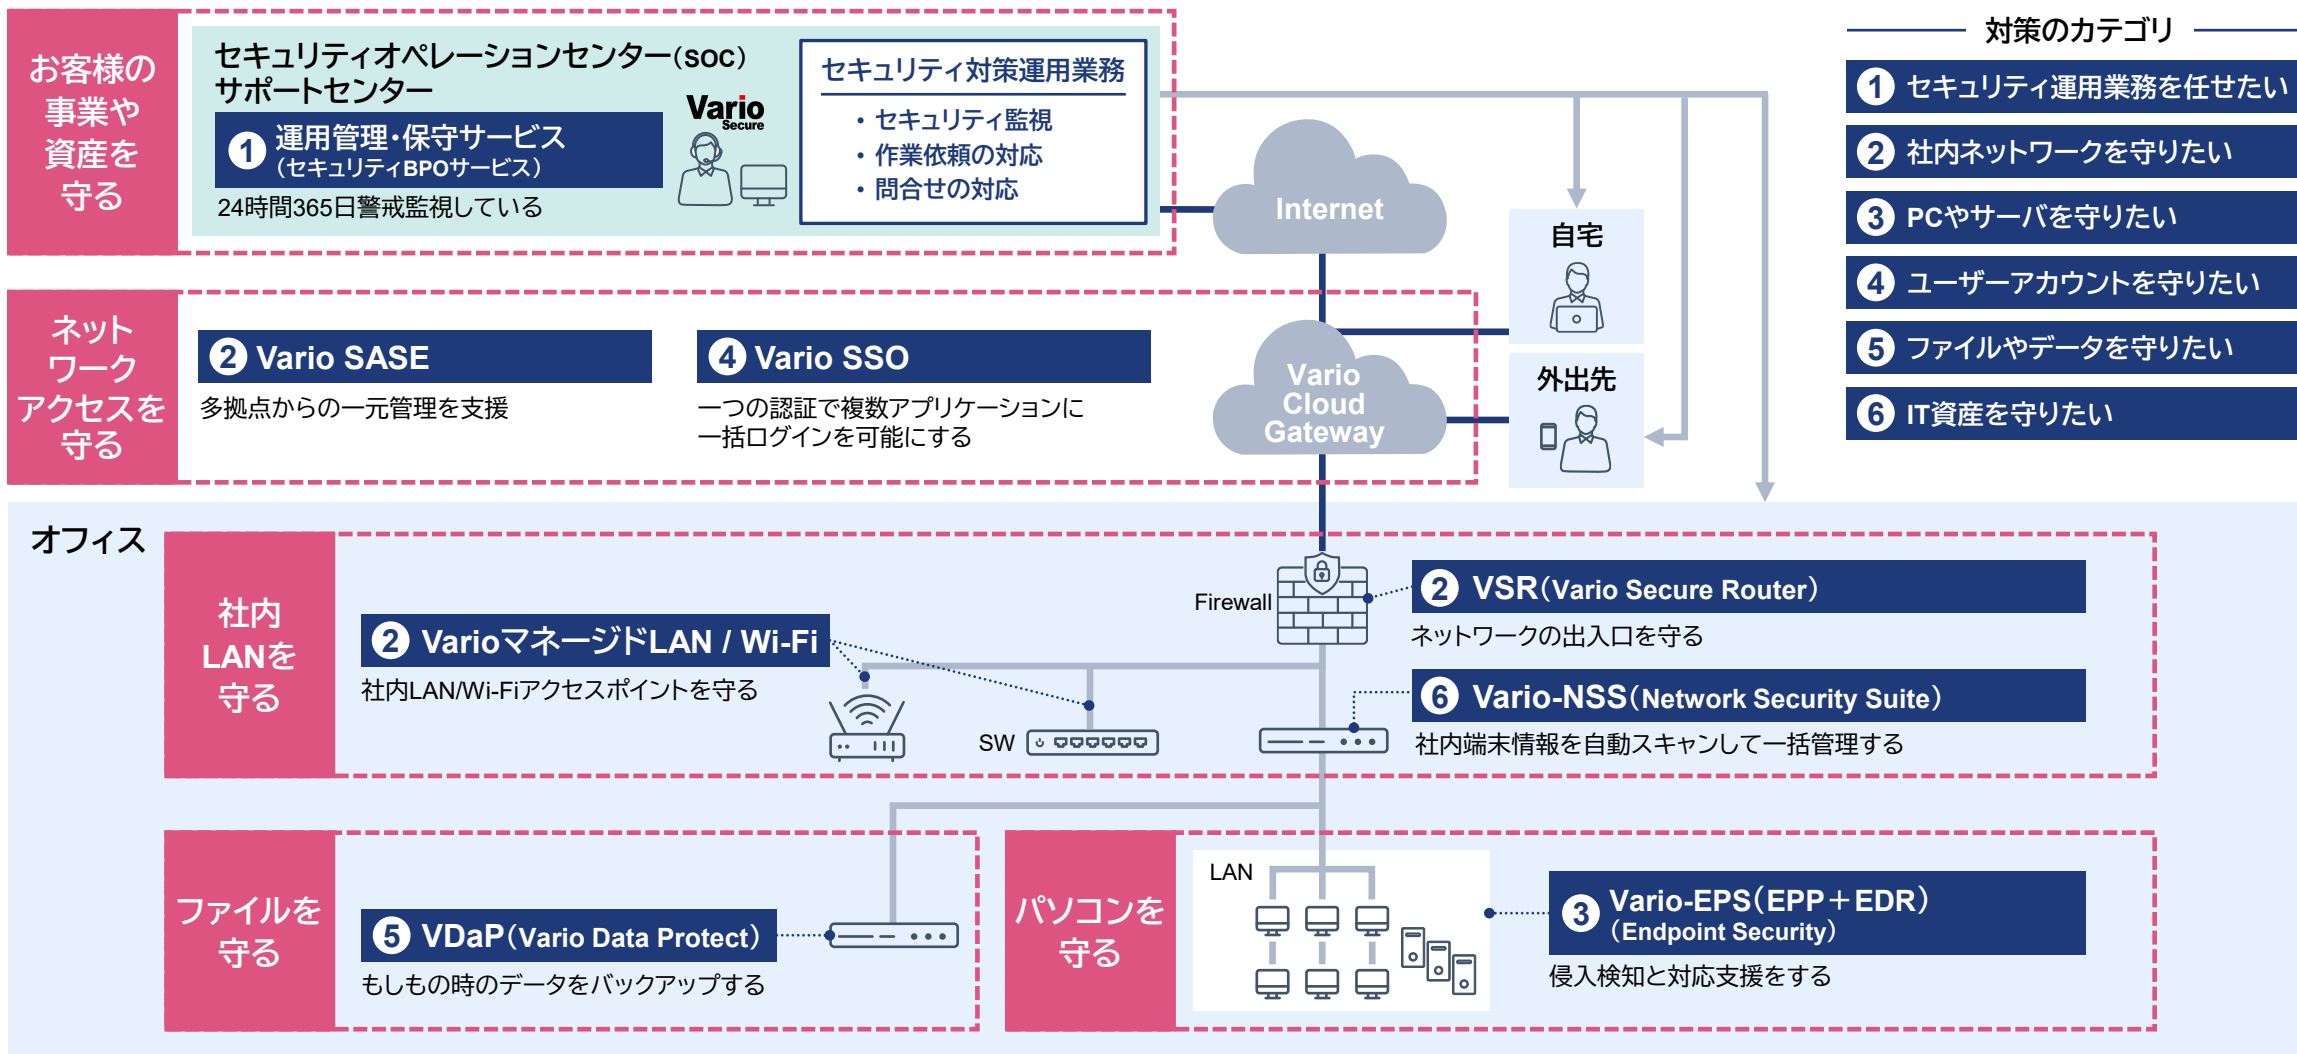 お客様の
事業や
資産を
守る
セキュリティオペレーションセンター(SOC)
サポートセンター
① 運用管理・保守サービス
(セキュリティBPOサービス)
24時間365日警戒監視している
Vario
Secure
セキュリティ対策運用業務
・セキュリティ監視
・作業依頼の対応
・問合せの対応
Internet
自宅
外出先
対策のカテゴリ
① セキュリティ運用業務を任せたい
② 社内ネットワークを守りたい
③ PCやサーバを守りたい
④ ユーザーアカウントを守りたい
⑤ ファイルやデータを守りたい
⑥ IT資産を守りたい
ネット
ワーク
アクセスを
守る
② Vario SASE
多拠点からの一元管理を支援
④ Vario SSO
一つの認証で複数アプリケーションに
一括ログインを可能にする
Vario
Cloud
Gateway
オフィス
社内
LANを
守る
② VarioマネージドLAN / Wi-Fi
社内LAN/Wi-Fiアクセスポイントを守る
SW
Firewall
② VSR(Vario Secure Router)
ネットワークの出入口を守る
⑥ Vario-NSS(Network Security Suite)
社内端末情報を自動スキャンして一括管理する
ファイルを
守る
⑤ VDaP(Vario Data Protect)
もしもの時のデータをバックアップする
パソコンを
守る
LAN
③ Vario-EPS(EPP+EDR)
(Endpoint Security)
侵入検知と対応支援をする